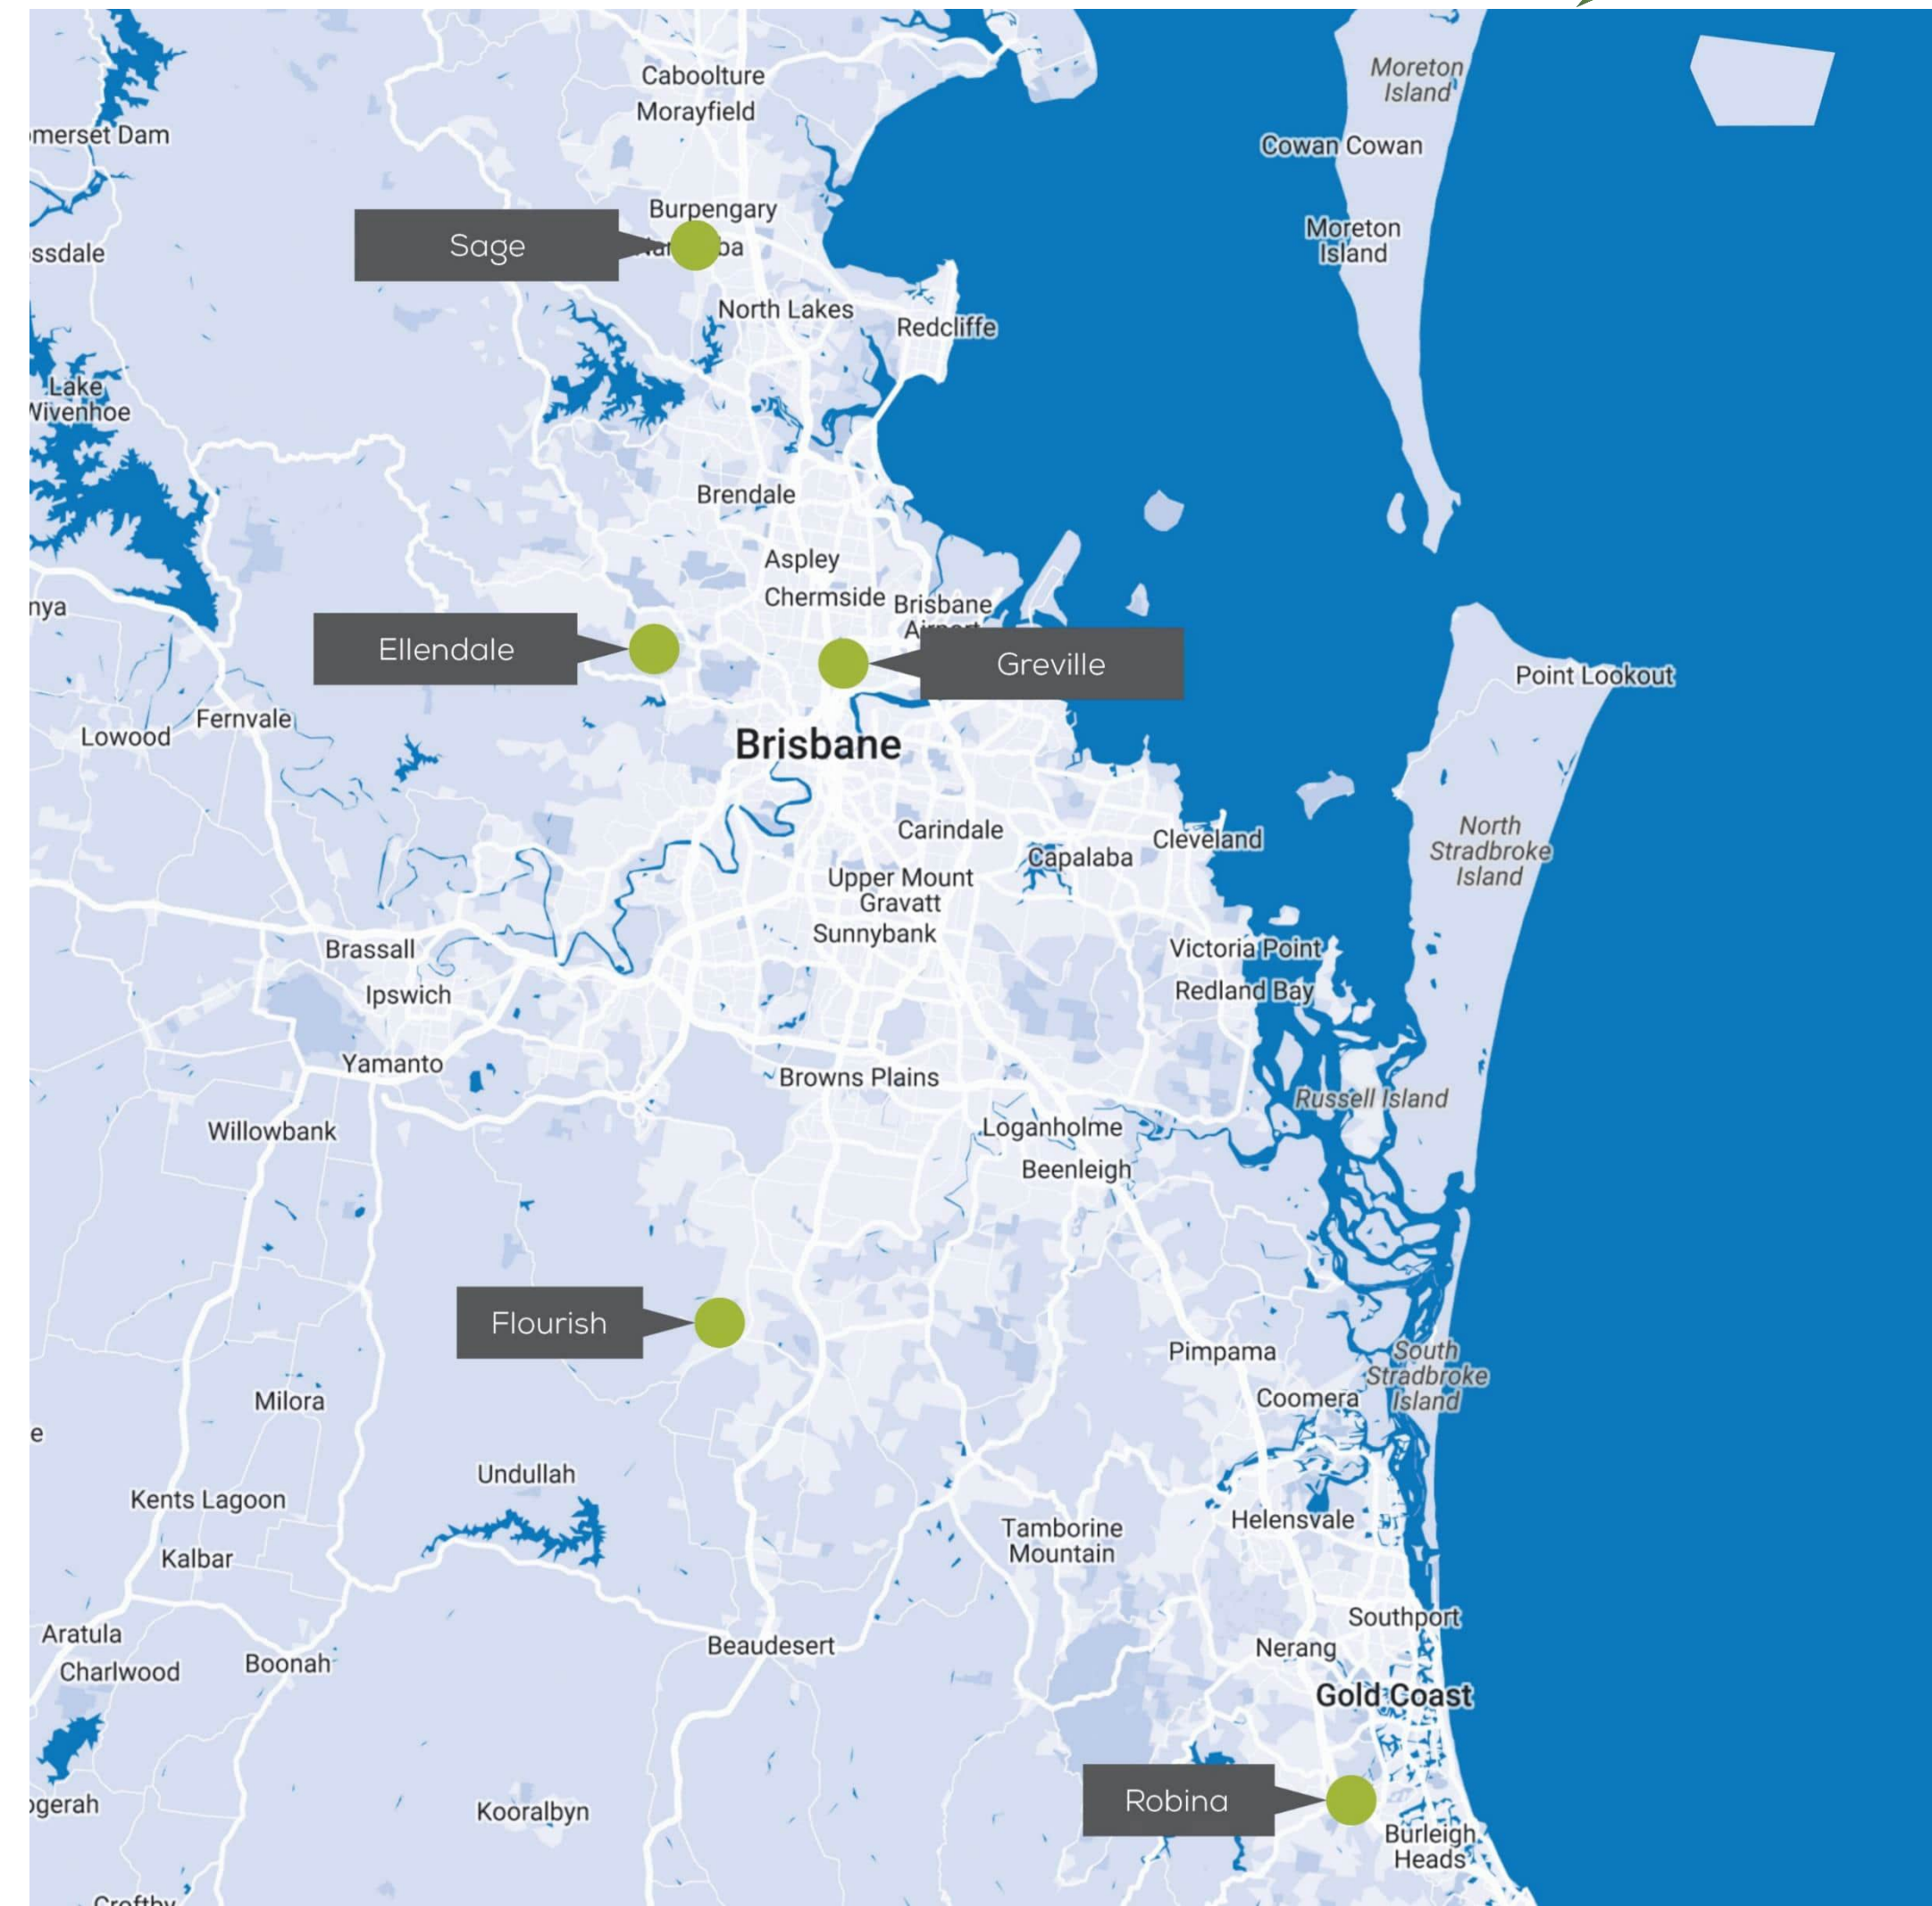 Moreton
Island
Caboolture
Morayfield
merset Dam
Cowan Cowan
Burpengary
Moreton
Island
Sage
ba
ssdale
North Lakes
Redcliffe
Lake
Wivenhoe
Brendale
Aspley
Chermside
Brisbane
nya
Ellendale
Greville
Point Lookout
Fernvale
Lowood
Brisbane
North
Stradbroke
Island
Carindale
Cleveland
Capalaba
Upper Mount
Gravatt
Sunnybank
Brassall
Victoria Point
Ipswich
Redland Bay
Yamanto
Browns Plains
Russell Island
Willowbank
Loganholme
Beenleigh
Flourish
Pimpama
South
Stradbroke
Island
Coomera
Milora
e
Undullah
Kents Lagoon
Helensvale
Tamborine
Mountain
Kalbar
Southport
Aratula
Beaudesert
Nerang
Charlwood
Boonah
Gold Coast
Robina
ogerah
Kooralbyn
Burleigh
Heads